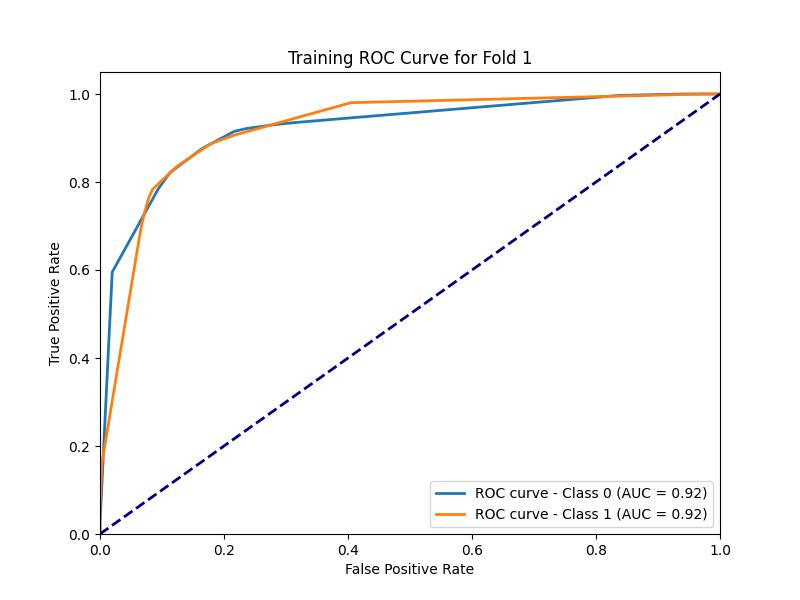 Training ROC Curve for Fold 1
True Positive Rate
1.0
0.8
0.6
0.4
0.2
0.0
ROC curve - Class 0 (AUC = 0.92)
ROC curve - Class 1 (AUC = 0.92)
0.0 0.2 0.4 0.6 0.8 1.0
False Positive Rate